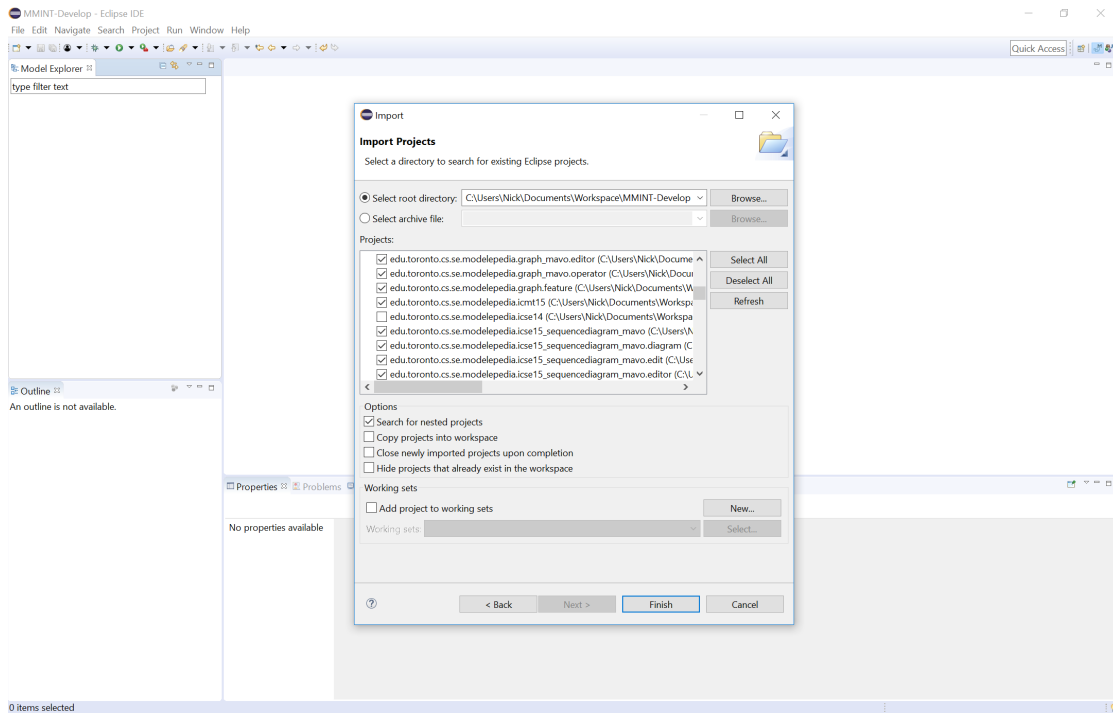 MMINT-Develop - Eclipse IDE
File Edit Navigate Search Project Run Window Help
Quick Access
Model Explorer
type filter text
Import
Import Projects
Select a directory to search for existing Eclipse projects.
Select root directory: C:\Users\Nick\Documents\Workspace\MMINT-Develop Browse...
Select archive file: Browse...
Projects:
edu.toronto.cs.se.modelepedia.graph_mavo.editor (C:\Users\Nick\Docume
edu.toronto.cs.se.modelepedia.graph_mavo.operator (C:\Users\Nick\Docu
edu.toronto.cs.se.modelepedia.graph.feature (C:\Users\Nick\Documents\W
edu.toronto.cs.se.modelepedia.icmt15 (C:\Users\Nick\Documents\Workspa
edu.toronto.cs.se.modelepedia.icse14 (C:\Users\Nick\Documents\Workspa
edu.toronto.cs.se.modelepedia.icse15_sequencediagram_mavo (C:\Users\N
edu.toronto.cs.se.modelepedia.icse15_sequencediagram_mavo.diagram (C
edu.toronto.cs.se.modelepedia.icse15_sequencediagram_mavo.edit (C:\Use
edu.toronto.cs.se.modelepedia.icse15_sequencediagram_mavo.editor (C:\U
Select All
Deselect All
Refresh
Outline
An outline is not available.
Options
Search for nested projects
Copy projects into workspace
Close newly imported projects upon completion
Hide projects that already exist in the workspace
Properties Problems
Working sets
Add project to working sets New...
No properties available
Working sets: Select...
? < Back Next > Finish Cancel
0 items selected